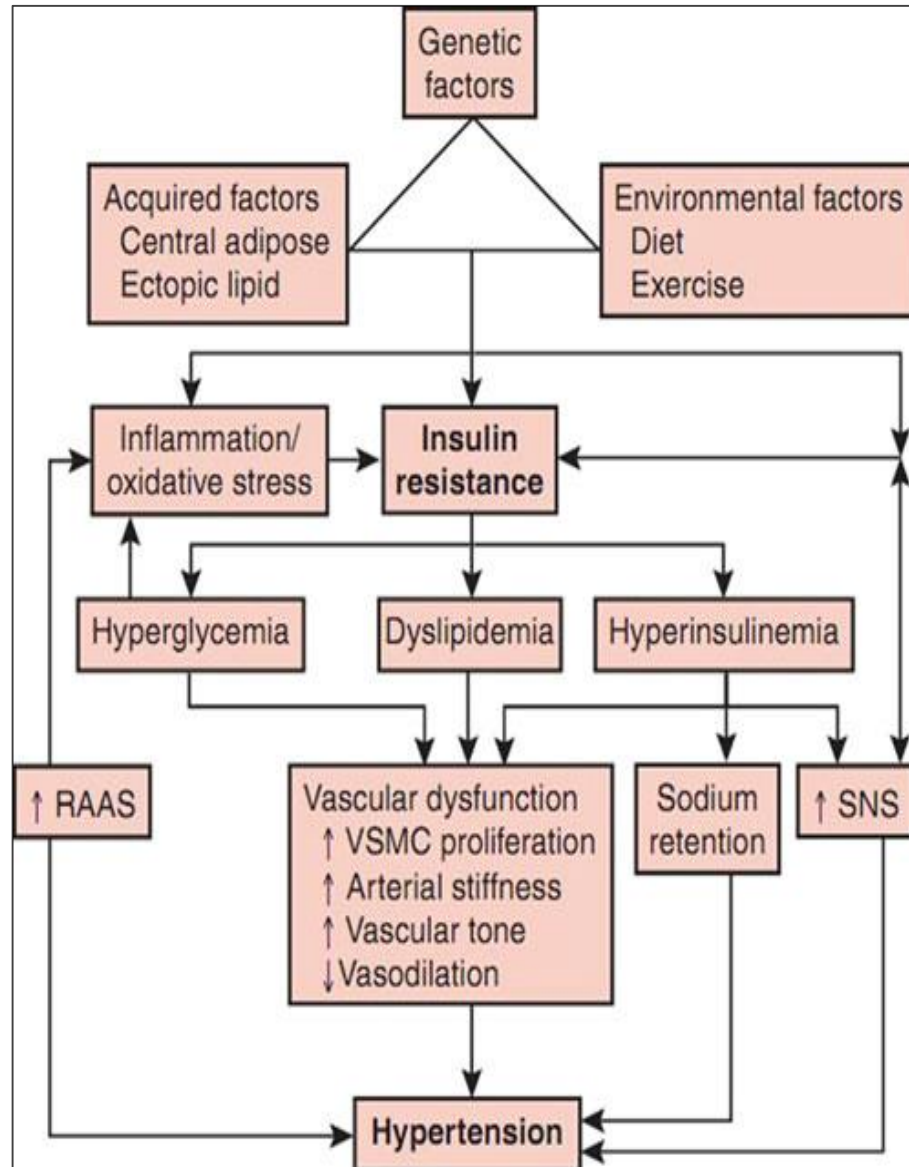 Genetic
factors
Acquired factors
Central adipose
Ectopic lipid
Environmental factors
Diet
Exercise
Inflammation/
oxidative stress
Insulin
resistance
Hyperglycemia
Dyslipidemia
Hyperinsulinemia
↑ RAAS
Vascular dysfunction
↑ VSMC proliferation
↑ Arterial stiffness
↑ Vascular tone
↓ Vasodilation
Sodium
retention
↑ SNS
Hypertension